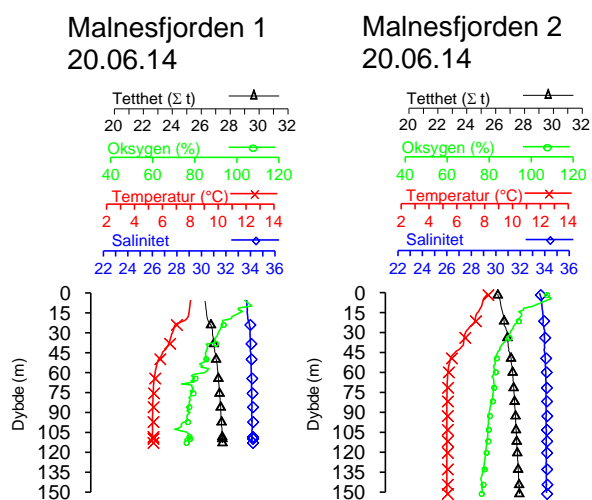 Malnesfjorden 1
20.06.14
Tetthet (Σ t)
20 22 24 26 28 30 32
Oksygen (%)
40 60 80 100 120
Temperatur (°C)
2 4 6 8 10 12 14
Salinitet
22 24 26 28 30 32 34 36
Dybde (m)
0
15
30
45
60
75
90
105
120
135
150
Malnesfjorden 2
20.06.14
Tetthet (Σ t)
20 22 24 26 28 30 32
Oksygen (%)
40 60 80 100 120
Temperatur (°C)
2 4 6 8 10 12 14
Salinitet
22 24 26 28 30 32 34 36
Dybde (m)
0
15
30
45
60
75
90
105
120
135
150